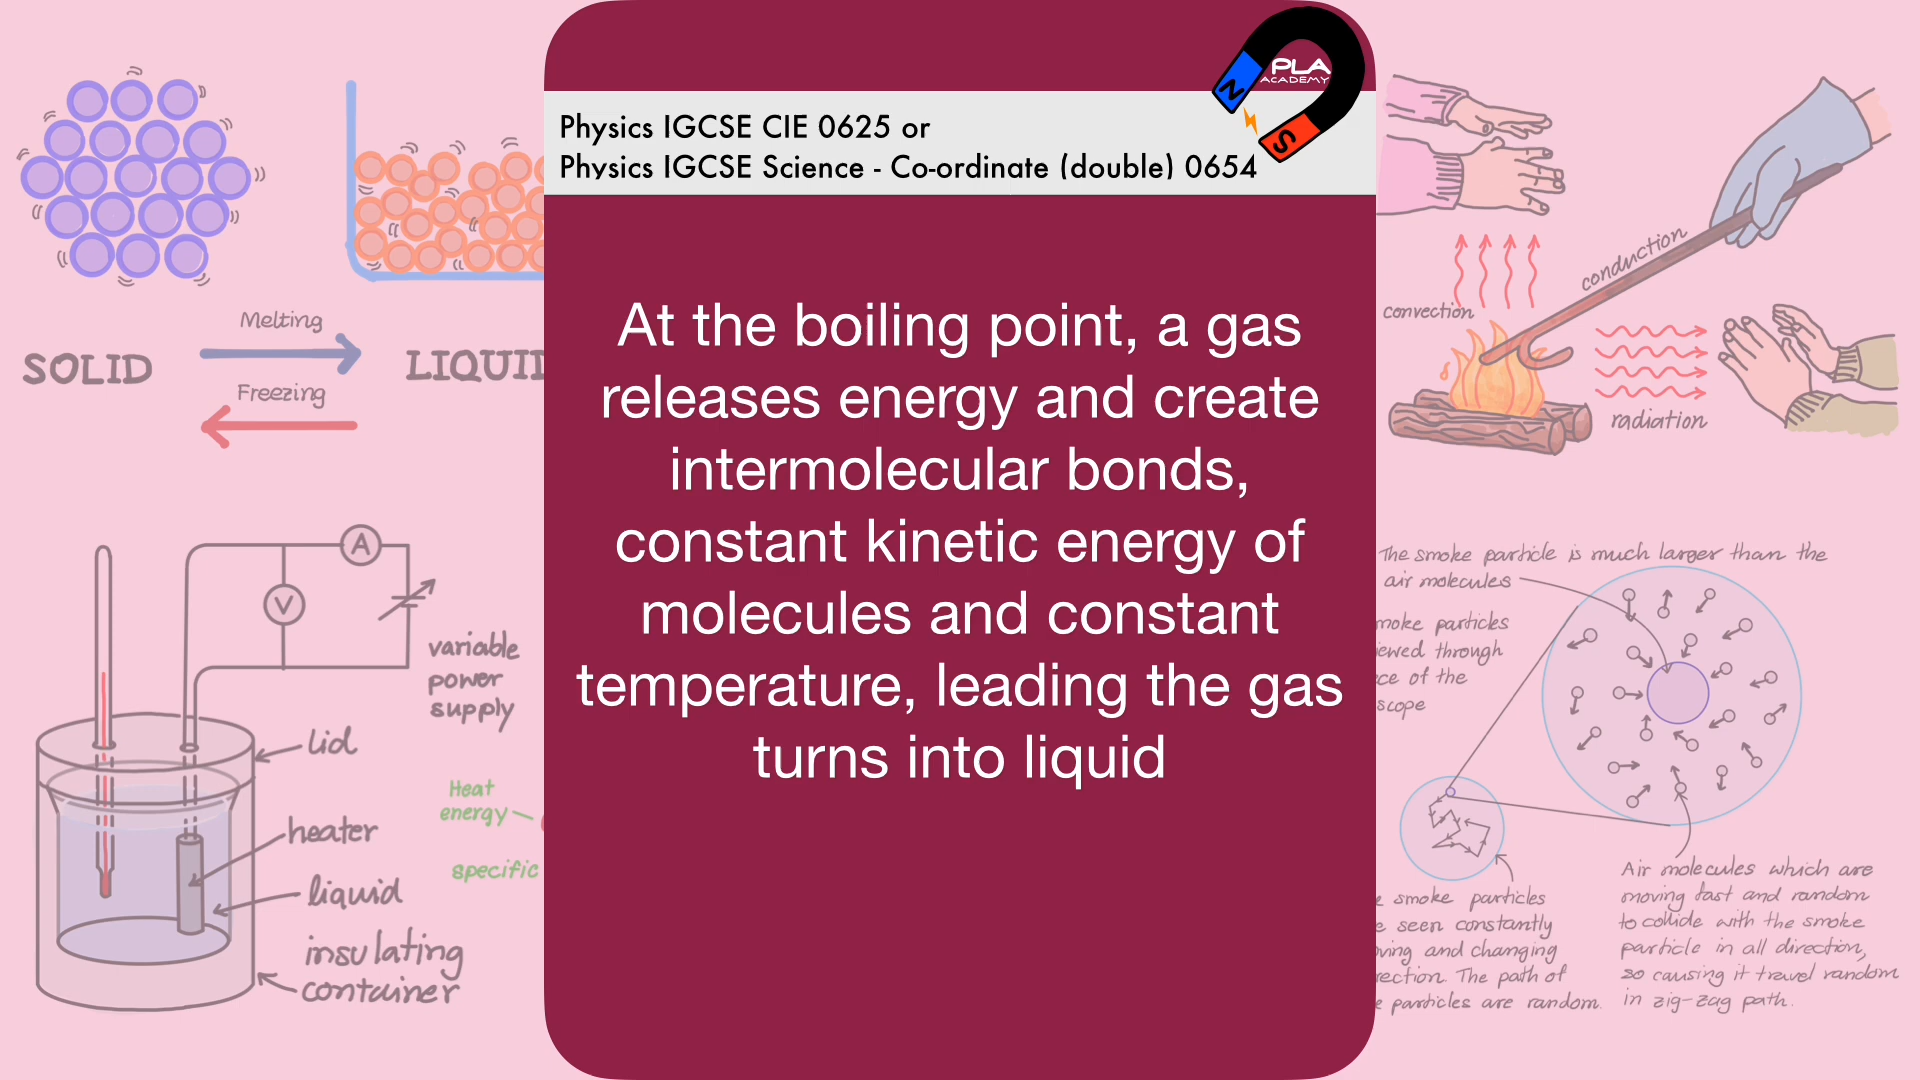 PLA
ACADEMY
N
S
Physics IGCSE CIE 0625 or
Physics IGCSE Science - Co-ordinate (double) 0654
At the boiling point, a gas
releases energy and create
intermolecular bonds,
constant kinetic energy of
molecules and constant
temperature, leading the gas
turns into liquid
Melting
SOLID
LIQUID
Freezing
A
V
variable
power
supply
lid
heater
liquid
insulating
container
Heat
energy
specific
conduction
convection
radiation
The smoke particle is much larger than the
air molecules
moke particles
iewed through
ce of the
scope
e smoke particles
e seen constantly
oving and changing
rection. The path of
e particles are random.
Air molecules which are
moving fast and random
to collide with the smoke
particle in all direction,
so causing it travel random
in zig-zag path.